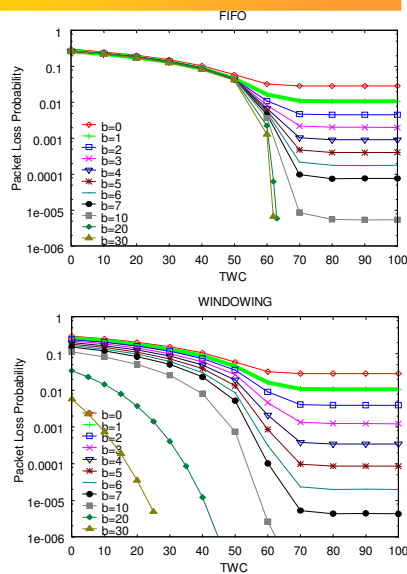 FIFO
Packet Loss Probability
1
0.1
0.01
0.001
0.0001
1e-005
1e-006
b=0
b=1
b=2
b=3
b=4
b=5
b=6
b=7
b=10
b=20
b=30
0 10 20 30 40 50 60 70 80 90 100
TWC
WINDOWING
Packet Loss Probability
1
0.1
0.01
0.001
0.0001
1e-005
1e-006
b=0
b=1
b=2
b=3
b=4
b=5
b=6
b=7
b=10
b=20
b=30
0 10 20 30 40 50 60 70 80 90 100
TWC